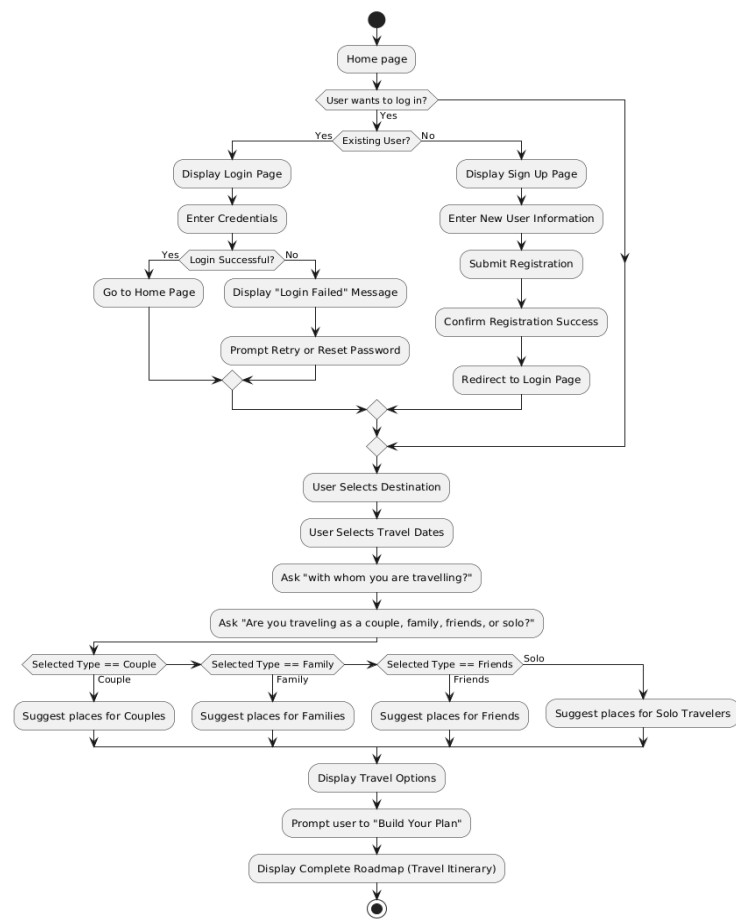 Home page
User wants to log in?
Yes
Yes
Existing User?
No
Display Login Page
Display Sign Up Page
Enter Credentials
Enter New User Information
Yes
Login Successful?
No
Submit Registration
Go to Home Page
Display "Login Failed" Message
Confirm Registration Success
Prompt Retry or Reset Password
Redirect to Login Page
User Selects Destination
User Selects Travel Dates
Ask "with whom you are travelling?"
Ask "Are you traveling as a couple, family, friends, or solo?"
Selected Type == Couple
Selected Type == Family
Selected Type == Friends
Solo
Couple
Family
Friends
Suggest places for Couples
Suggest places for Families
Suggest places for Friends
Suggest places for Solo Travelers
Display Travel Options
Prompt user to "Build Your Plan"
Display Complete Roadmap (Travel Itinerary)